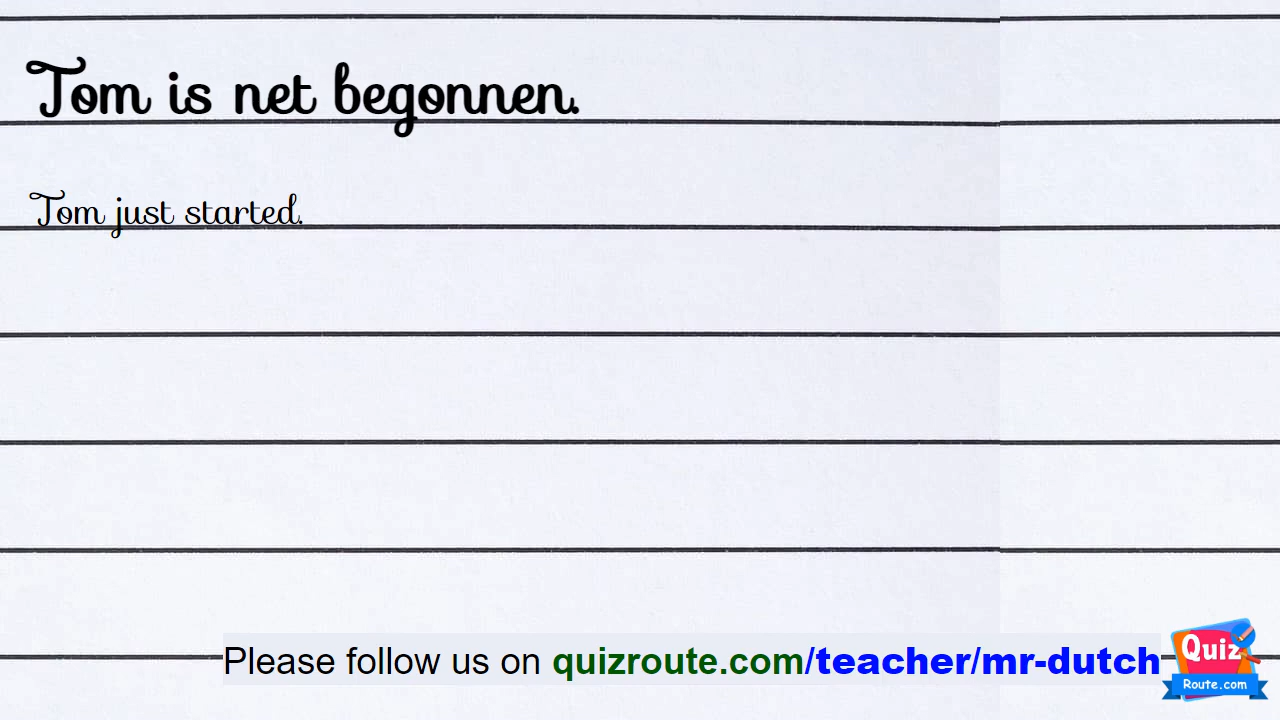 Tom is net begonnen.
Tom just started.
Please follow us on quizroute.com/teacher/mr-dutch
Quiz
Route.com